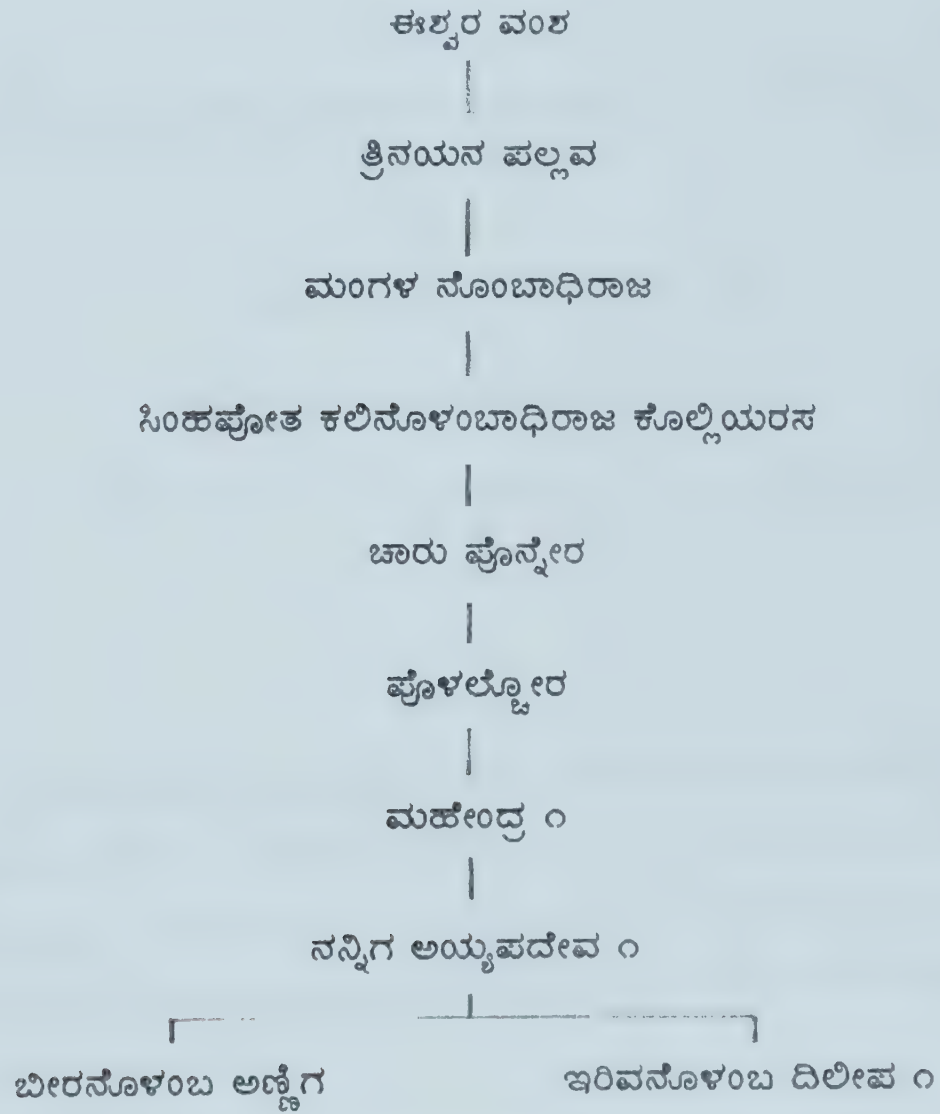 ಈಶ್ವರ ವಂಶ
ತ್ರಿನಯನ ಪಲ್ಲವ
ಮಂಗಳ ನೊಂಬಾಧಿರಾಜ
ಸಿಂಹಪೋತ ಕಲಿನೊಳಂಬಾಧಿರಾಜ ಕೊಲ್ಲಿಯರಸ
ಚಾರು ಪೊನ್ನೇರ
ಪೊಳಲ್ಚೋರ
ಮಹೇಂದ್ರ ೧
ನನ್ನಿಗ ಅಯ್ಯಪದೇವ ೧
ಬೀರನೊಳಂಬ ಅಣ್ಣಿಗ ಇರಿವನೊಳಂಬ ದಿಲೀಪ ೧